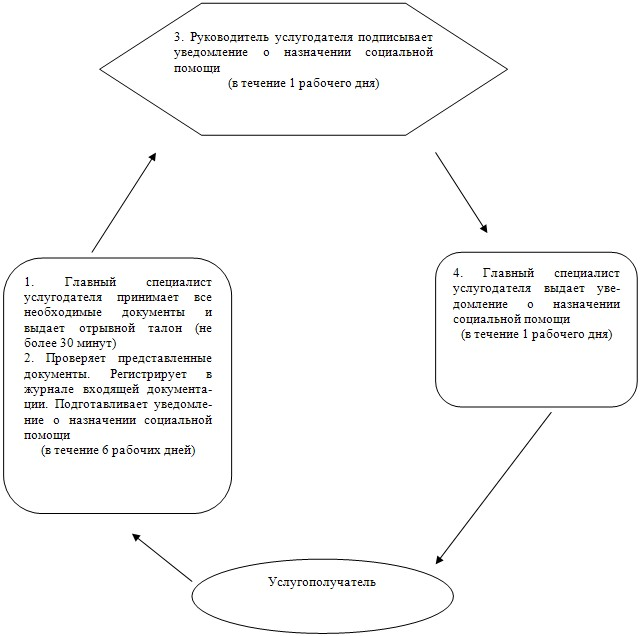 3. Руководитель услугодателя подписывает
уведомление о назначении социальной
помощи
(в течение 1 рабочего дня)
1. Главный специалист
услугодателя принимает все
необходимые документы и
выдает отрывной талон (не
более 30 минут)
2. Проверяет представленные
документы. Регистрирует в
журнале входящей документа-
ции. Подготавливает уведомле-
ние о назначении социальной
помощи
(в течение 6 рабочих дней)
4. Главный специалист
услугодателя выдает уве-
домление о назначении
социальной помощи
(в течение 1 рабочего дня)
Услугополучатель